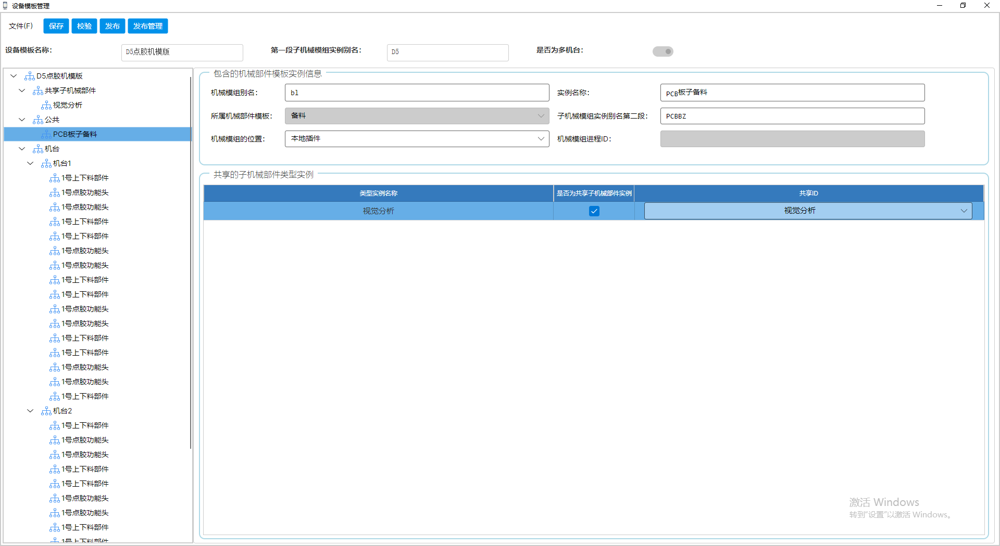 设备模板管理
文件(F) 保存 校验 发布 发布管理
设备模板名称: D5点胶机模版 第一段子机械模组实例别名: D5 是否为多机台:
D5点胶机模版
共享子机械部件
视觉分析
公共
PCB板子备料
机台
机台1
1号上下料部件
1号点胶功能头
1号点胶功能头
1号上下料部件
1号上下料部件
1号点胶功能头
1号点胶功能头
1号上下料部件
1号上下料部件
1号点胶功能头
1号点胶功能头
1号上下料部件
1号上下料部件
1号点胶功能头
1号点胶功能头
1号上下料部件
机台2
1号上下料部件
1号点胶功能头
1号点胶功能头
1号上下料部件
1号上下料部件
1号点胶功能头
1号点胶功能头
1号上下料部件
1号上下料部件
包含的机械部件模板实例信息
机械模组别名: bl 实例名称: PCB板子备料
所属机械部件模板: 备料 子机械模组实例别名第二段: PCBBZ
机械模组的位置: 本地插件 机械模组进程ID:
共享的子机械部件类型实例
类型实例名称 是否为共享子机械部件实例 共享ID
视觉分析 视觉分析
激活 Windows
转到"设置"以激活 Windows。